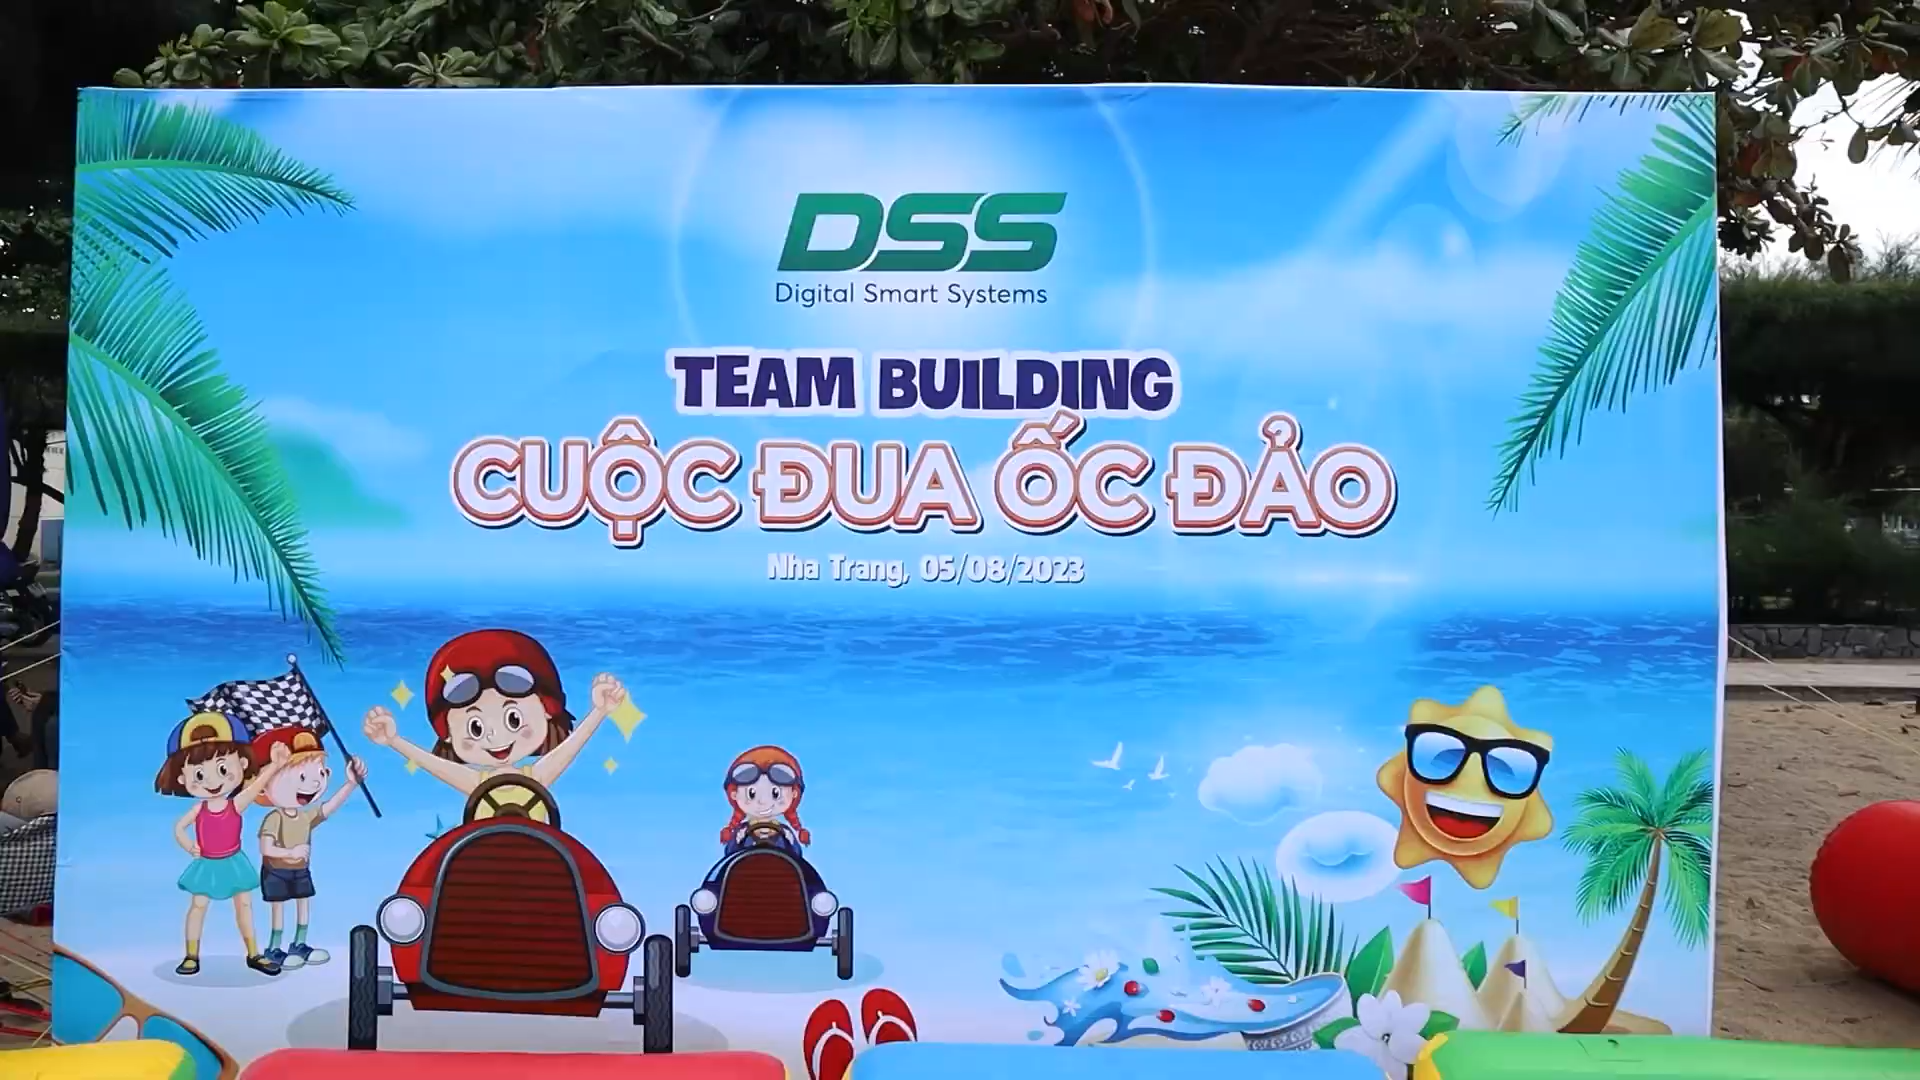 DSS
Digital Smart Systems
TEAM BUILDING
CUỘC ĐUA ỐC ĐẢO
Nha Trang, 05/08/2023